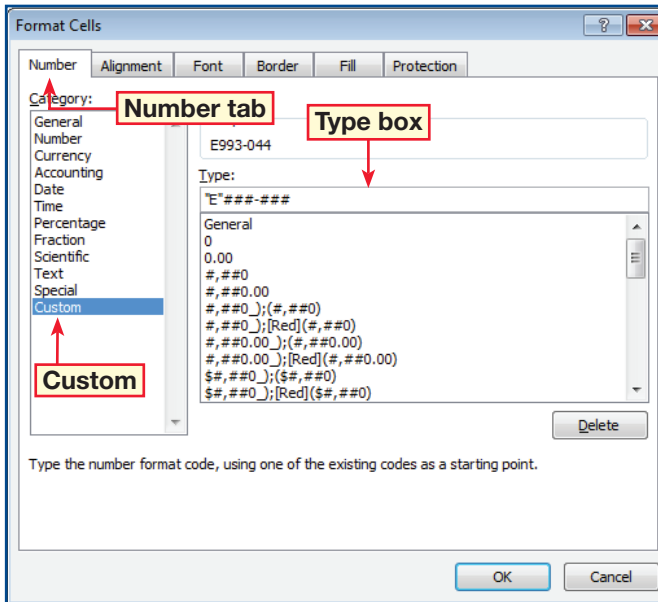 Format Cells
Number
Alignment
Font
Border
Fill
Protection
Category:
Number tab
Type box
General
Number
Currency
Accounting
Date
Time
Percentage
Fraction
Scientific
Text
Special
Custom
Custom
E993-044
Type:
"E"###-###
General
0
0.00
#,##0
#,##0.00
#,##0_);(#,##0)
#,##0_);[Red](#,##0)
#,##0.00_);(#,##0.00)
#,##0.00_);[Red](#,##0.00)
$#,##0_);($#,##0)
$#,##0_);[Red]($#,##0)
Delete
Type the number format code, using one of the existing codes as a starting point.
OK
Cancel